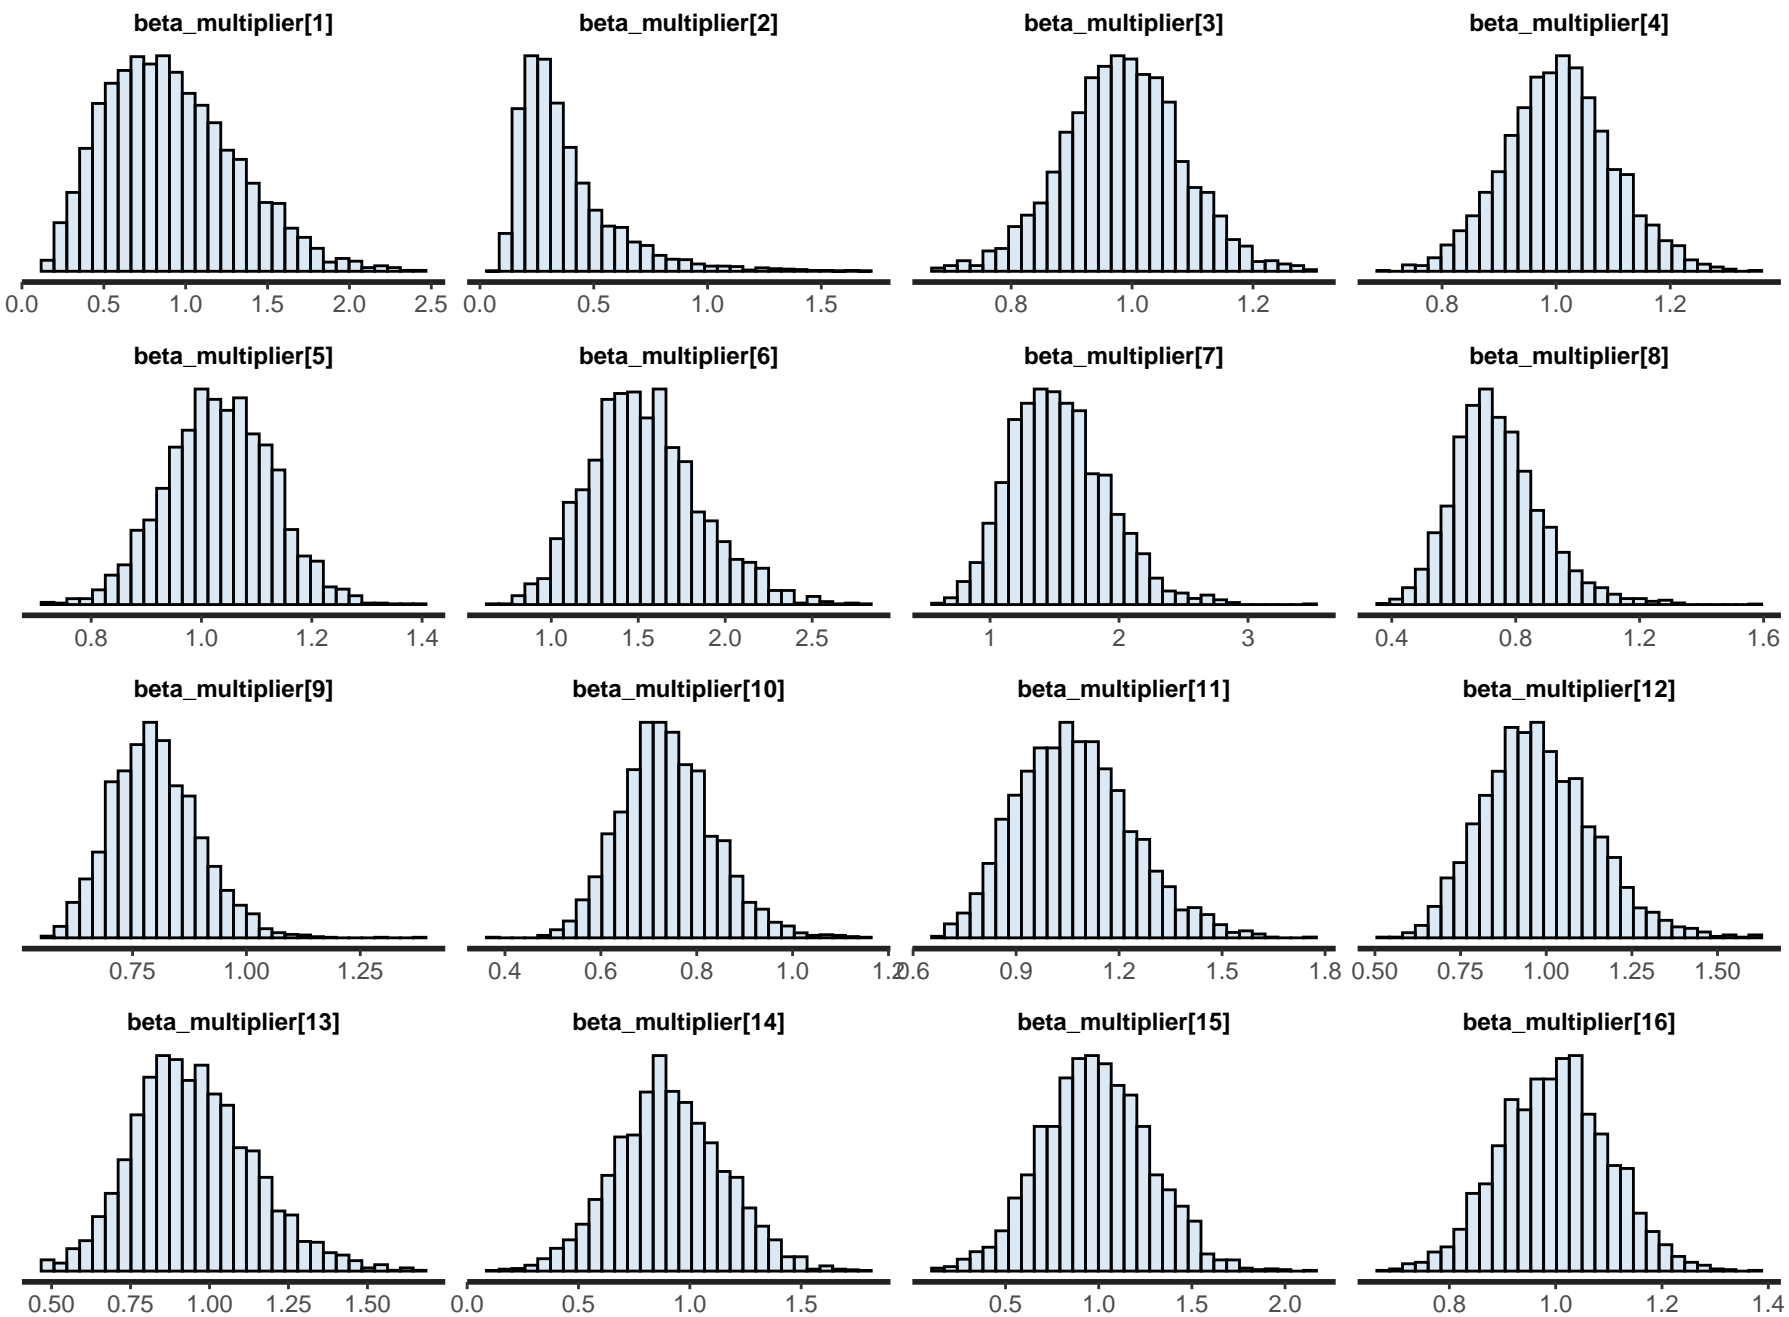 beta_multiplier[1] beta_multiplier[2] beta_multiplier[3] beta_multiplier[4]
0.0 0.5 1.0 1.5 2.0 2.5 0.0 0.5 1.0 1.5 0.8 1.0 1.2 0.8 1.0 1.2
beta_multiplier[5] beta_multiplier[6] beta_multiplier[7] beta_multiplier[8]
0.8 1.0 1.2 1.4 1.0 1.5 2.0 2.5 1 2 3 0.4 0.8 1.2 1.6
beta_multiplier[9] beta_multiplier[10] beta_multiplier[11] beta_multiplier[12]
0.75 1.00 1.25 0.4 0.6 0.8 1.0 1.2 0.6 0.9 1.2 1.5 1.8 0.50 0.75 1.00 1.25 1.50
beta_multiplier[13] beta_multiplier[14] beta_multiplier[15] beta_multiplier[16]
0.50 0.75 1.00 1.25 1.50 0.0 0.5 1.0 1.5 0.5 1.0 1.5 2.0 0.8 1.0 1.2 1.4